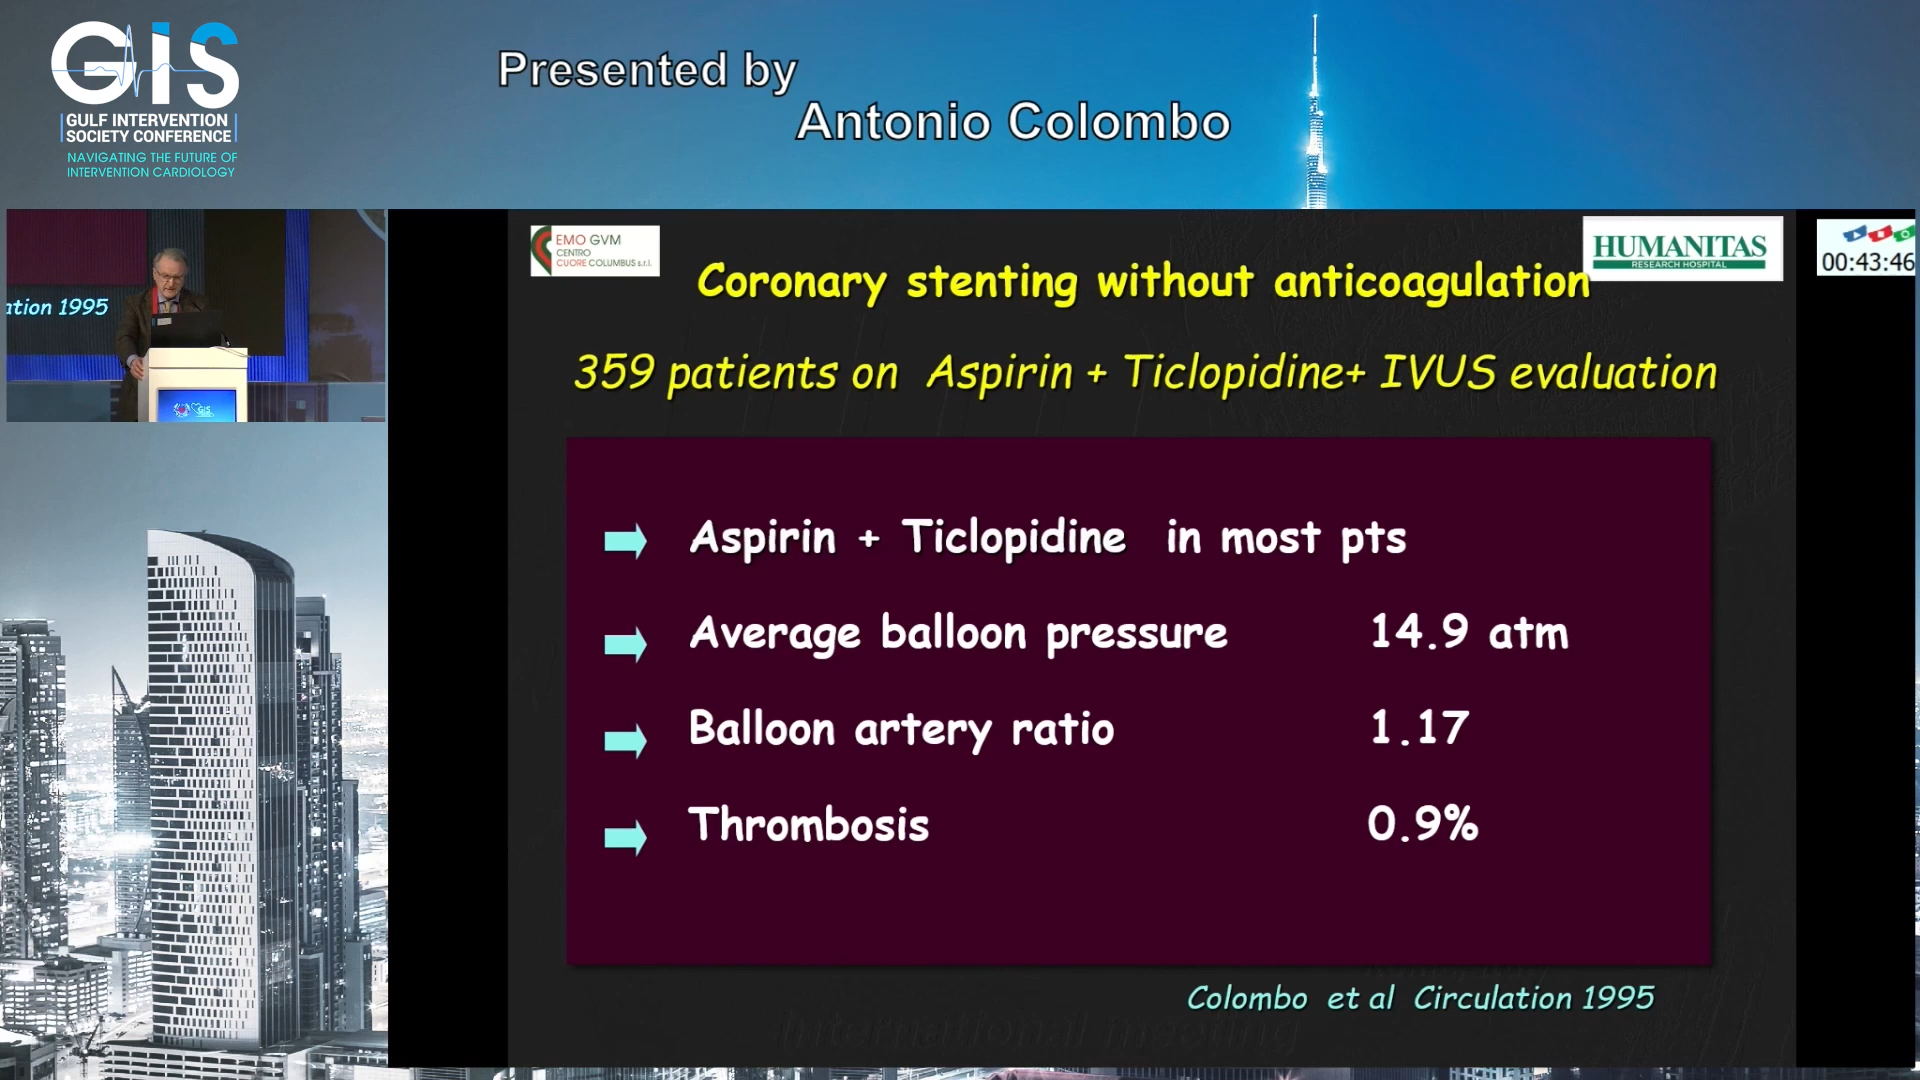 GIS
GULF INTERVENTION
SOCIETY CONFERENCE
NAVIGATING THE FUTURE OF
INTERVENTION CARDIOLOGY
Presented by
Antonio Colombo
ation 1995
GIS
EMO GVM
CENTRO
CUORE COLUMBUS s.r.l.
HUMANITAS
RESEARCH HOSPITAL
00:43:46
Coronary stenting without anticoagulation
359 patients on Aspirin + Ticlopidine+ IVUS evaluation
Aspirin + Ticlopidine in most pts
Average balloon pressure 14.9 atm
Balloon artery ratio 1.17
Thrombosis 0.9%
Colombo et al Circulation 1995
international meeting